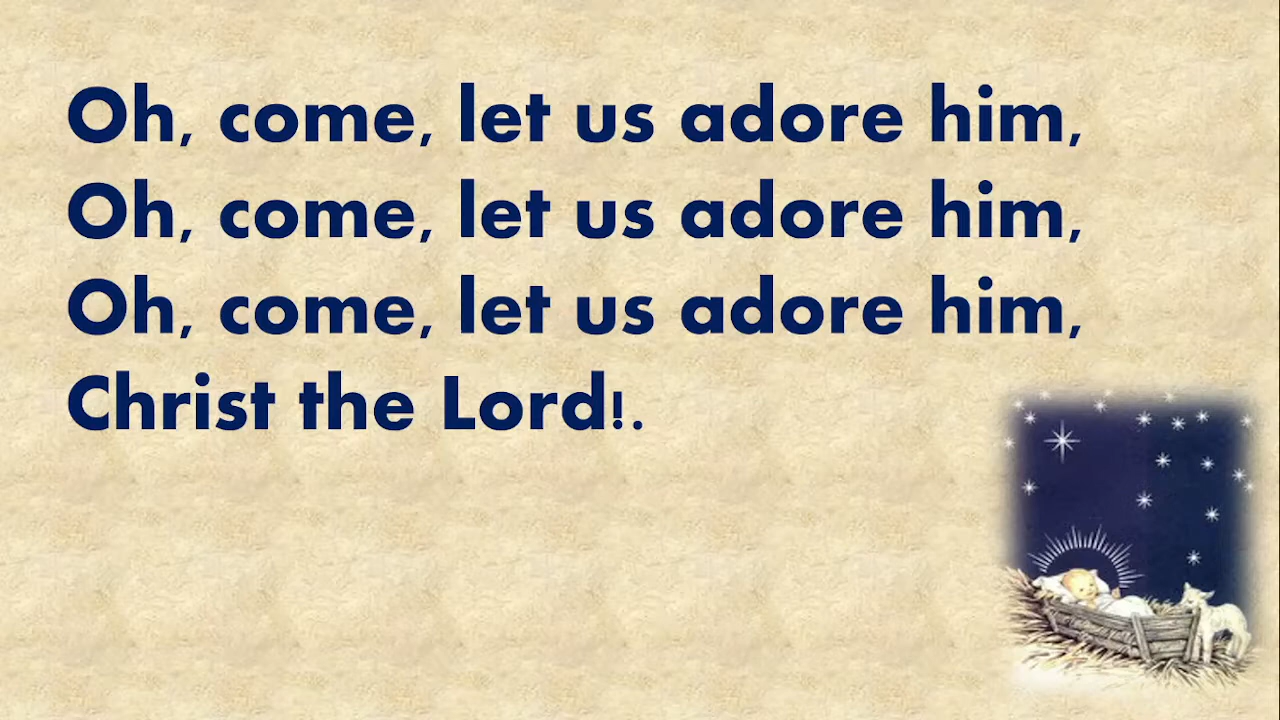 Oh, come, let us adore him,
Oh, come, let us adore him,
Oh, come, let us adore him,
Christ the Lord!.